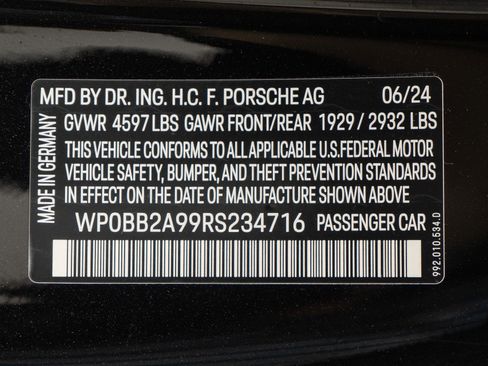 MFD BY DR. ING. H.C. F. PORSCHE AG 06/24
GVWR 4597 LBS GAWR FRONT/REAR 1929 / 2932 LBS
THIS VEHICLE CONFORMS TO ALL APPLICABLE U.S.FEDERAL MOTOR
VEHICLE SAFETY, BUMPER, AND THEFT PREVENTION STANDARDS
IN EFFECT ON THE DATE OF MANUFACTURE SHOWN ABOVE
WP0BB2A99RS234716 PASSENGER CAR
MADE IN GERMANY
992.010.534.D